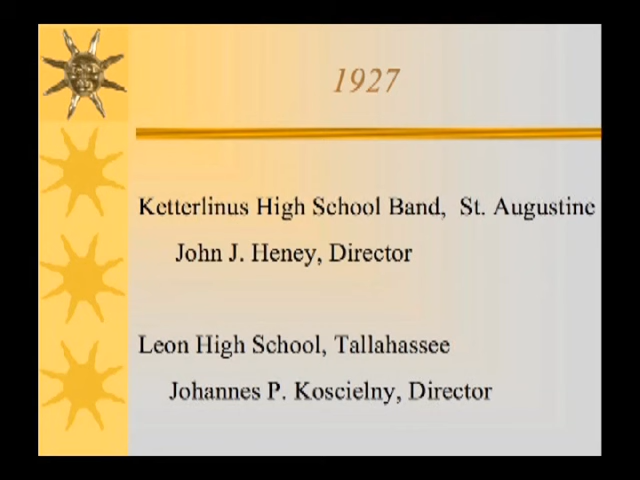 1927
Ketterlinus High School Band, St. Augustine
John J. Heney, Director
Leon High School, Tallahassee
Johannes P. Koscielny, Director